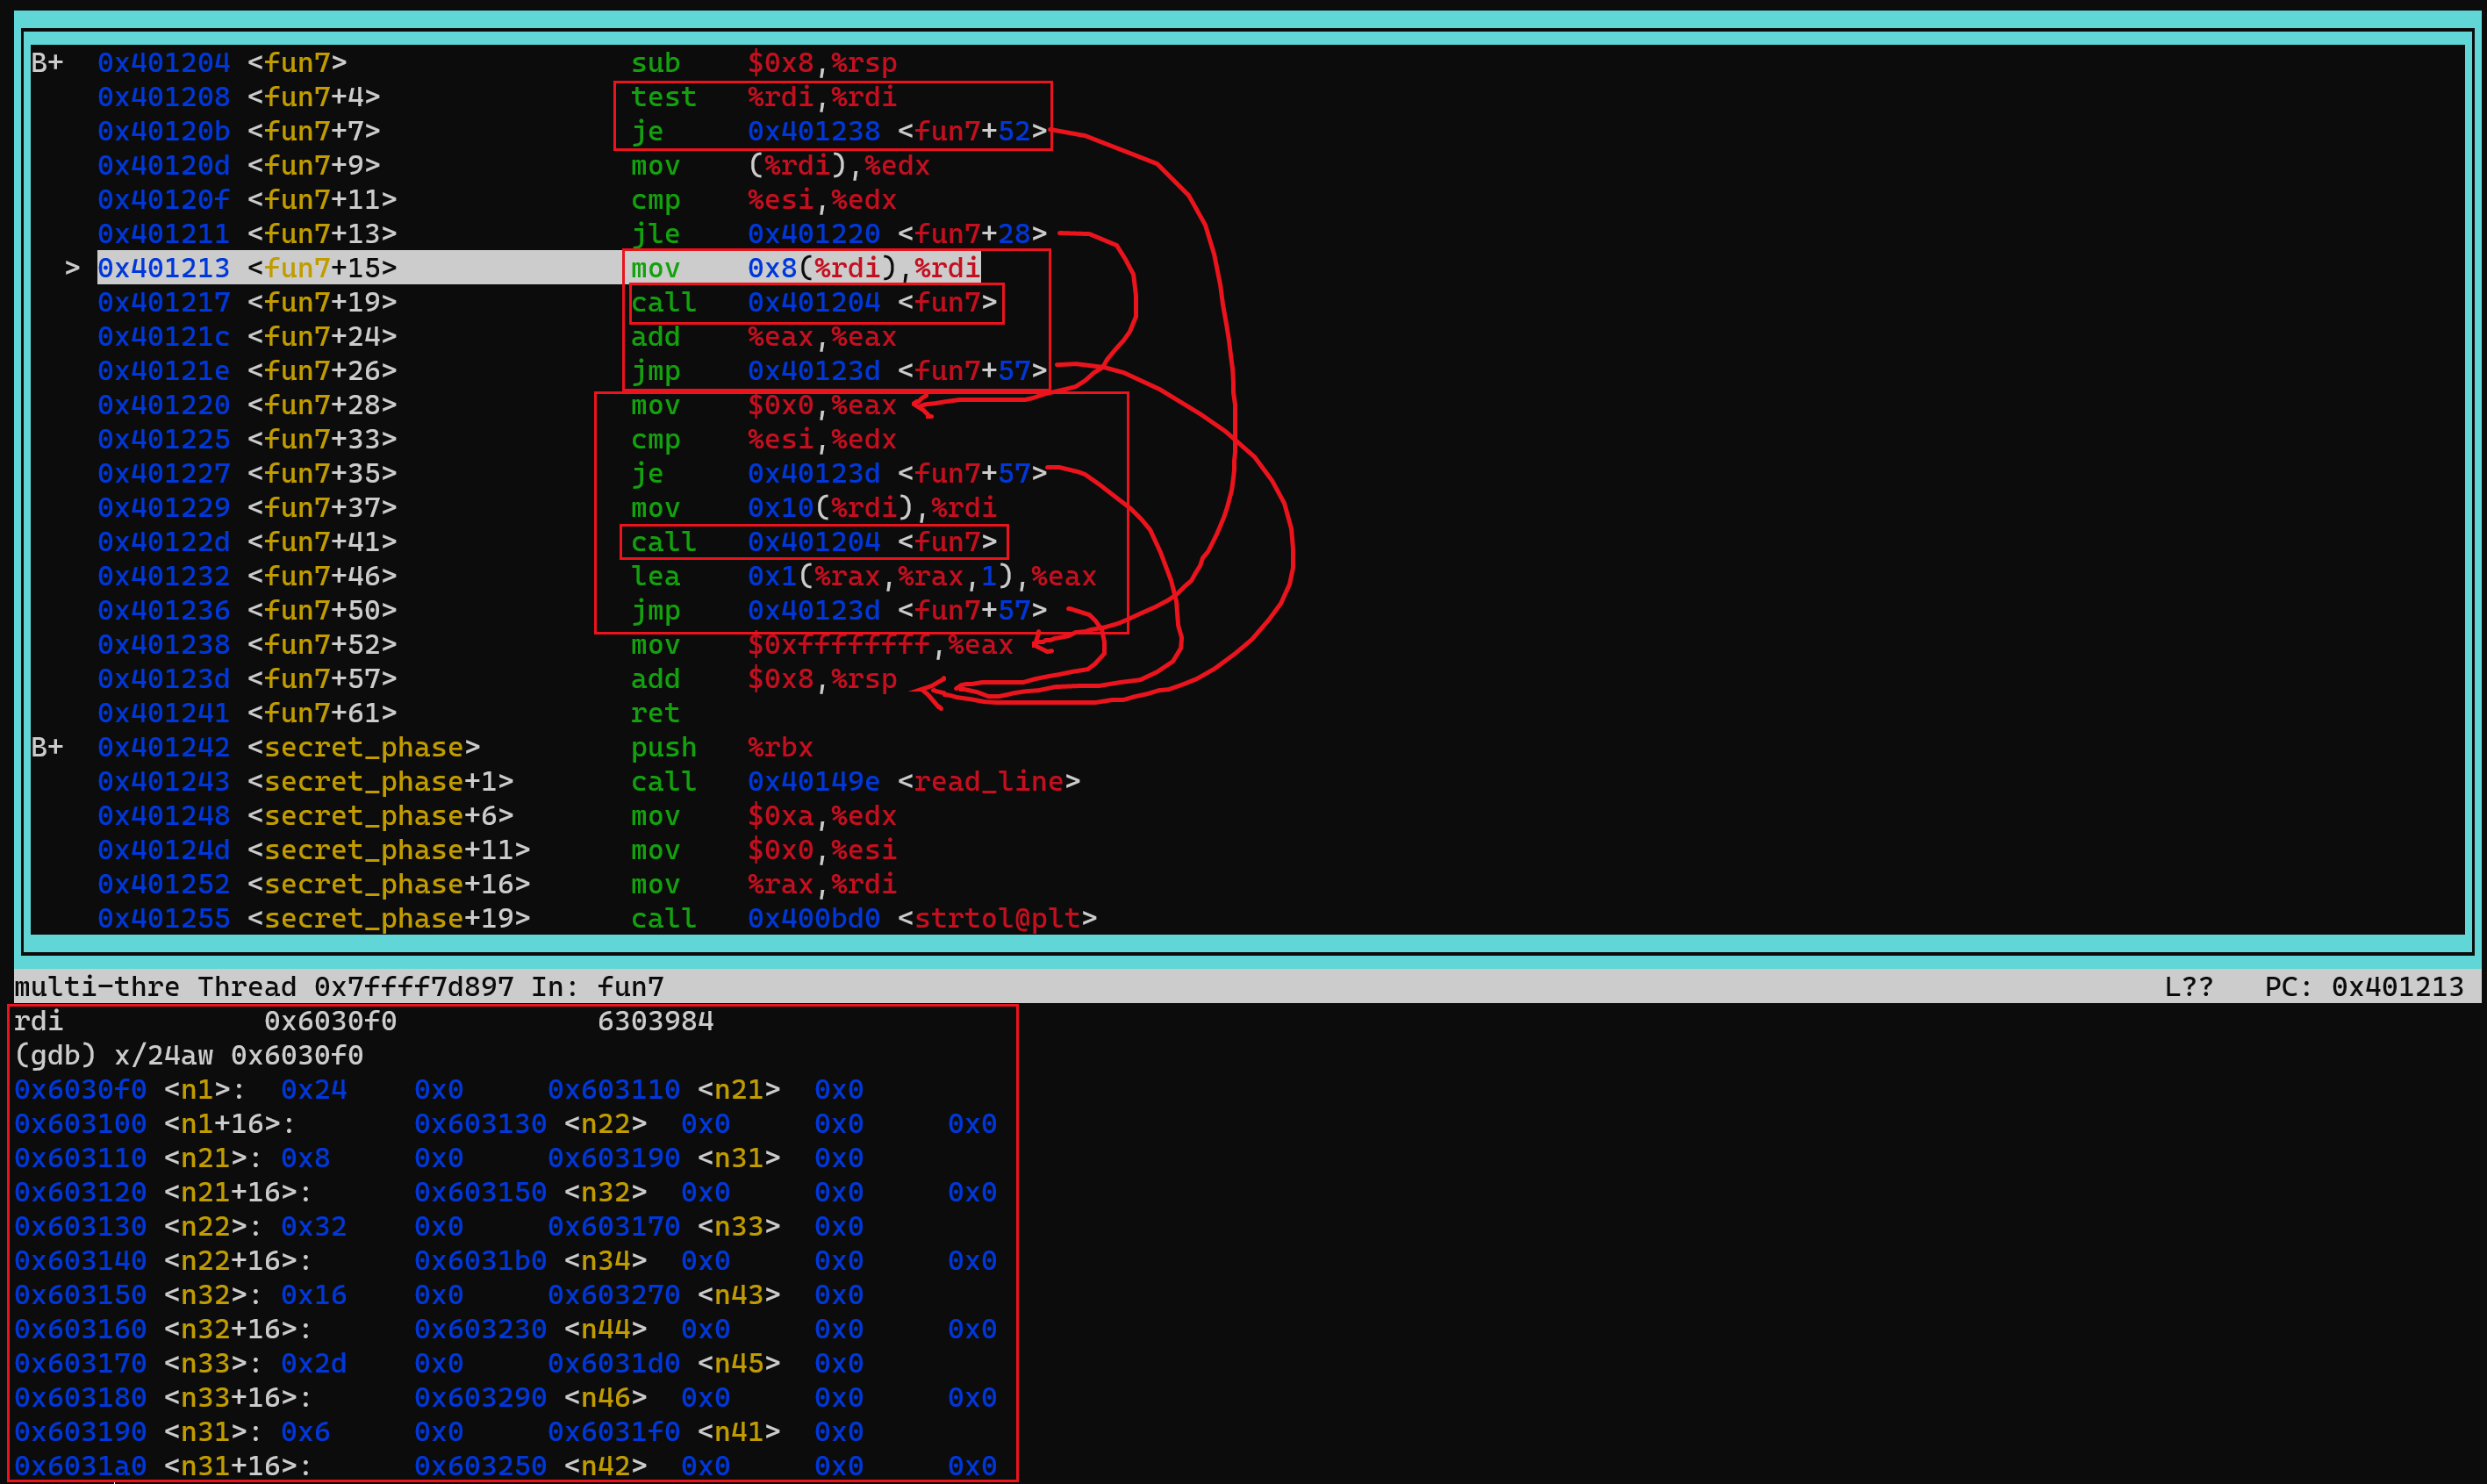 B+ 0x401204 <fun7> sub $0x8,%rsp
0x401208 <fun7+4> test %rdi,%rdi
0x40120b <fun7+7> je 0x401238 <fun7+52>
0x40120d <fun7+9> mov (%rdi),%edx
0x40120f <fun7+11> cmp %esi,%edx
0x401211 <fun7+13> jle 0x401220 <fun7+28>
> 0x401213 <fun7+15> mov 0x8(%rdi),%rdi
0x401217 <fun7+19> call 0x401204 <fun7>
0x40121c <fun7+24> add %eax,%eax
0x40121e <fun7+26> jmp 0x40123d <fun7+57>
0x401220 <fun7+28> mov $0x0,%eax
0x401225 <fun7+33> cmp %esi,%edx
0x401227 <fun7+35> je 0x40123d <fun7+57>
0x401229 <fun7+37> mov 0x10(%rdi),%rdi
0x40122d <fun7+41> call 0x401204 <fun7>
0x401232 <fun7+46> lea 0x1(%rax,%rax,1),%eax
0x401236 <fun7+50> jmp 0x40123d <fun7+57>
0x401238 <fun7+52> mov $0xffffffff,%eax
0x40123d <fun7+57> add $0x8,%rsp
0x401241 <fun7+61> ret
B+ 0x401242 <secret_phase> push %rbx
0x401243 <secret_phase+1> call 0x40149e <read_line>
0x401248 <secret_phase+6> mov $0xa,%edx
0x40124d <secret_phase+11> mov $0x0,%esi
0x401252 <secret_phase+16> mov %rax,%rdi
0x401255 <secret_phase+19> call 0x400bd0 <strtol@plt>
multi-thre Thread 0x7ffff7d897 In: fun7 L?? PC: 0x401213
rdi 0x6030f0 6303984
(gdb) x/24aw 0x6030f0
0x6030f0 <n1>: 0x24 0x0 0x603110 <n21> 0x0
0x603100 <n1+16>: 0x603130 <n22> 0x0 0x0 0x0
0x603110 <n21>: 0x8 0x0 0x603190 <n31> 0x0
0x603120 <n21+16>: 0x603150 <n32> 0x0 0x0 0x0
0x603130 <n22>: 0x32 0x0 0x603170 <n33> 0x0
0x603140 <n22+16>: 0x6031b0 <n34> 0x0 0x0 0x0
0x603150 <n32>: 0x16 0x0 0x603270 <n43> 0x0
0x603160 <n32+16>: 0x603230 <n44> 0x0 0x0 0x0
0x603170 <n33>: 0x2d 0x0 0x6031d0 <n45> 0x0
0x603180 <n33+16>: 0x603290 <n46> 0x0 0x0 0x0
0x603190 <n31>: 0x6 0x0 0x6031f0 <n41> 0x0
0x6031a0 <n31+16>: 0x603250 <n42> 0x0 0x0 0x0